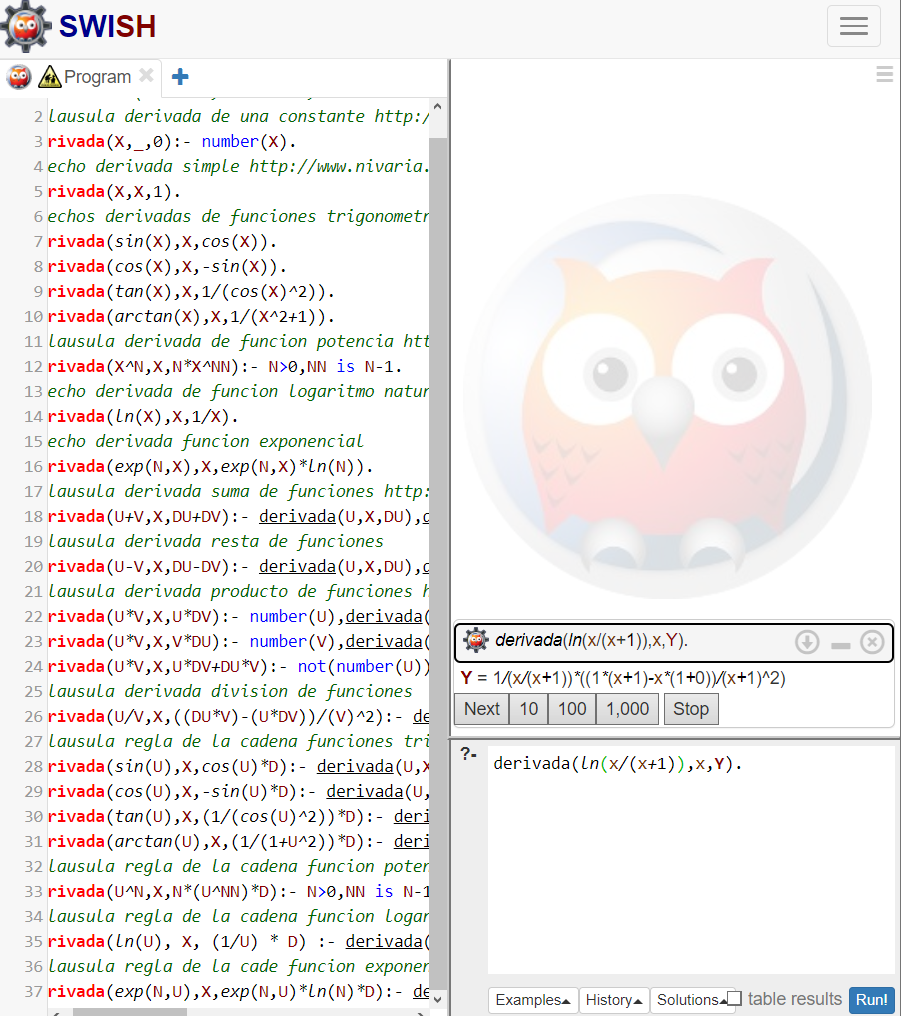 SWISH
Program
2 lausula derivada de una constante http:/
3 rivada(X,_,0):- number(X).
4 echo derivada simple http://www.nivaria.
5 rivada(X,X,1).
6 echos derivadas de funciones trigonometr
7 rivada(sin(X),X,cos(X)).
8 rivada(cos(X),X,-sin(X)).
9 rivada(tan(X),X,1/(cos(X)^2)).
10 rivada(arctan(X),X,1/(X^2+1)).
11 lausula derivada de funcion potencia htt
12 rivada(X^N,X,N*X^NN):- N>0,NN is N-1.
13 echo derivada de funcion logaritmo natur
14 rivada(ln(X),X,1/X).
15 echo derivada funcion exponencial
16 rivada(exp(N,X),X,exp(N,X)*ln(N)).
17 lausula derivada suma de funciones http:
18 rivada(U+V,X,DU+DV):- derivada(U,X,DU),d
19 lausula derivada resta de funciones
20 rivada(U-V,X,DU-DV):- derivada(U,X,DU),d
21 lausula derivada producto de funciones h
22 rivada(U*V,X,U*DV):- number(U),derivada(
23 rivada(U*V,X,V*DU):- number(V),derivada(
24 rivada(U*V,X,U*DV+DU*V):- not(number(U))
25 lausula derivada division de funciones
26 rivada(U/V,X,((DU*V)-(U*DV))/(V)^2):- de
27 lausula regla de la cadena funciones tri
28 rivada(sin(U),X,cos(U)*D):- derivada(U,X
29 rivada(cos(U),X,-sin(U)*D):- derivada(U,
30 rivada(tan(U),X,(1/(cos(U)^2))*D):- deri
31 rivada(arctan(U),X,(1/(1+U^2))*D):- deri
32 lausula regla de la cadena funcion poten
33 rivada(U^N,X,N*(U^NN)*D):- N>0,NN is N-1
34 lausula regla de la cadena funcion logar
35 rivada(ln(U), X, (1/U) * D) :- derivada(
36 lausula regla de la cade funcion exponen
37 rivada(exp(N,U),X,exp(N,U)*ln(N)*D):- de
derivada(ln(x/(x+1)),x,Y).
Y = 1/(x/(x+1))*((1*(x+1)-x*(1+0))/(x+1)^2)
Next 10 100 1,000 Stop
?- derivada(ln(x/(x+1)),x,Y).
Examples History Solutions table results Run!